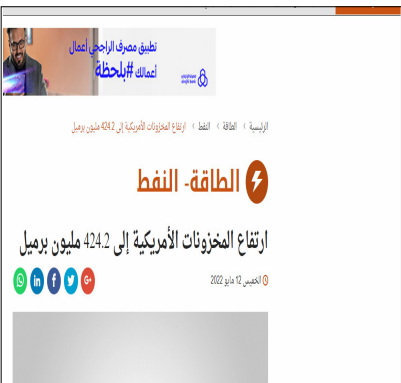 تطبيق مصرف الراجحي أعمال
أعمالك #بلحظة
الرئيسية › الطاقة › النفط › ارتفاع المخزونات الأمريكية إلى 424.2 مليون برميل
الطاقة- النفط
ارتفاع المخزونات الأمريكية إلى 424.2 مليون برميل
الخميس 12 مايو 2022